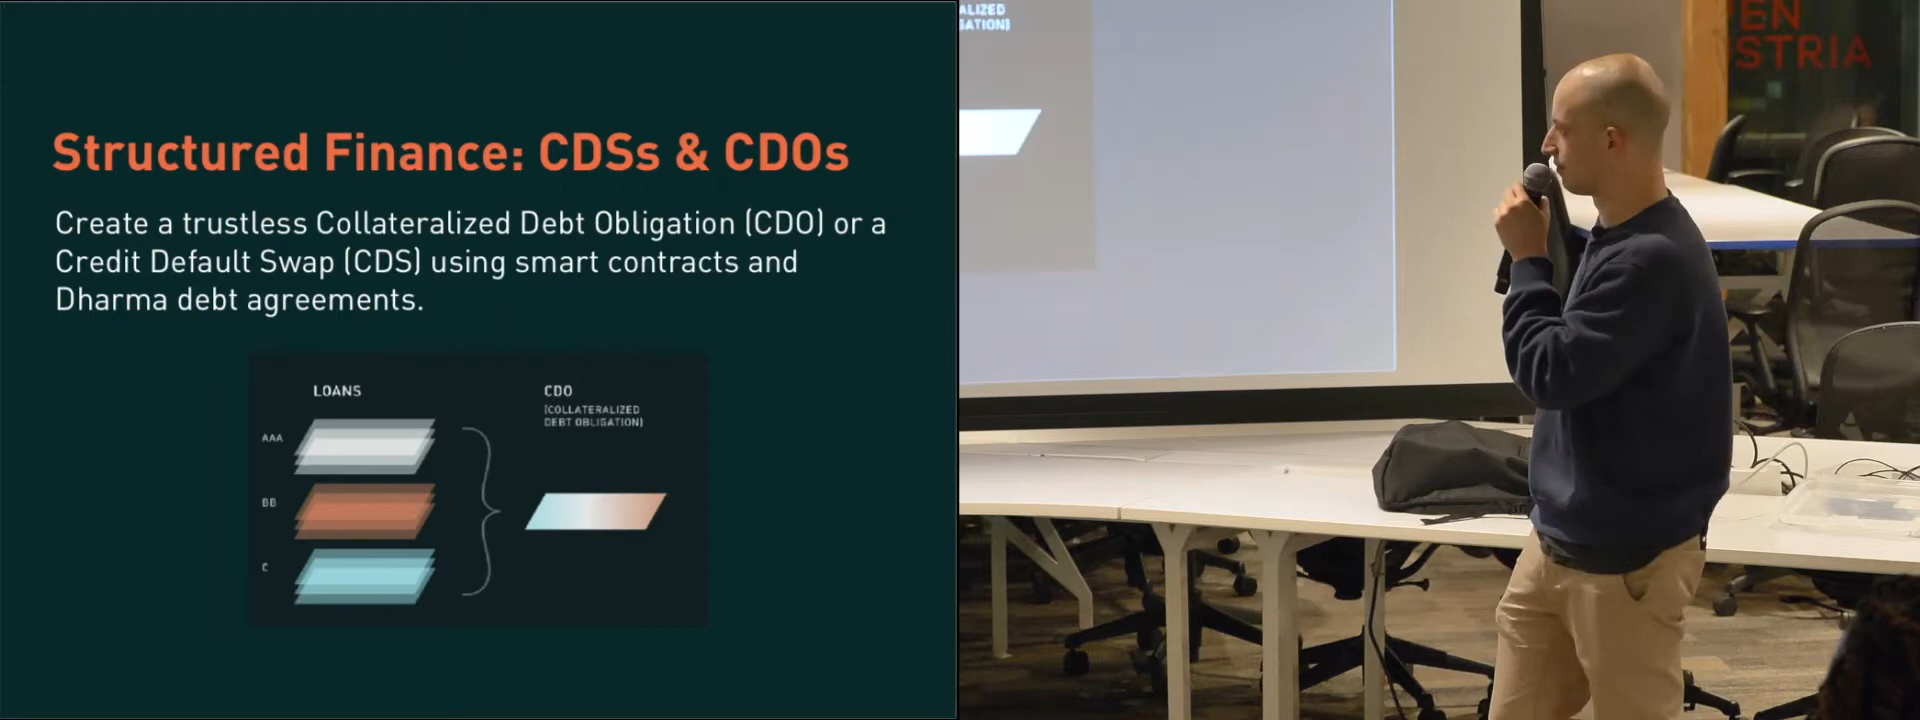 Structured Finance: CDSs & CDOs
Create a trustless Collateralized Debt Obligation (CDO) or a
Credit Default Swap (CDS) using smart contracts and
Dharma debt agreements.
LOANS
AAA
BB
C
CDO
(COLLATERALIZED
DEBT OBLIGATION)
ALIZED
GATION)
EN
STRIA